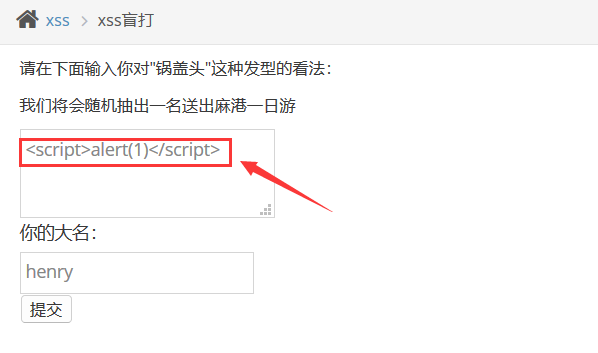 xss > xss盲打
请在下面输入你对"锅盖头"这种发型的看法：
我们将会随机抽出一名送出麻港一日游
<script>alert(1)</script>
你的大名：
henry
提交